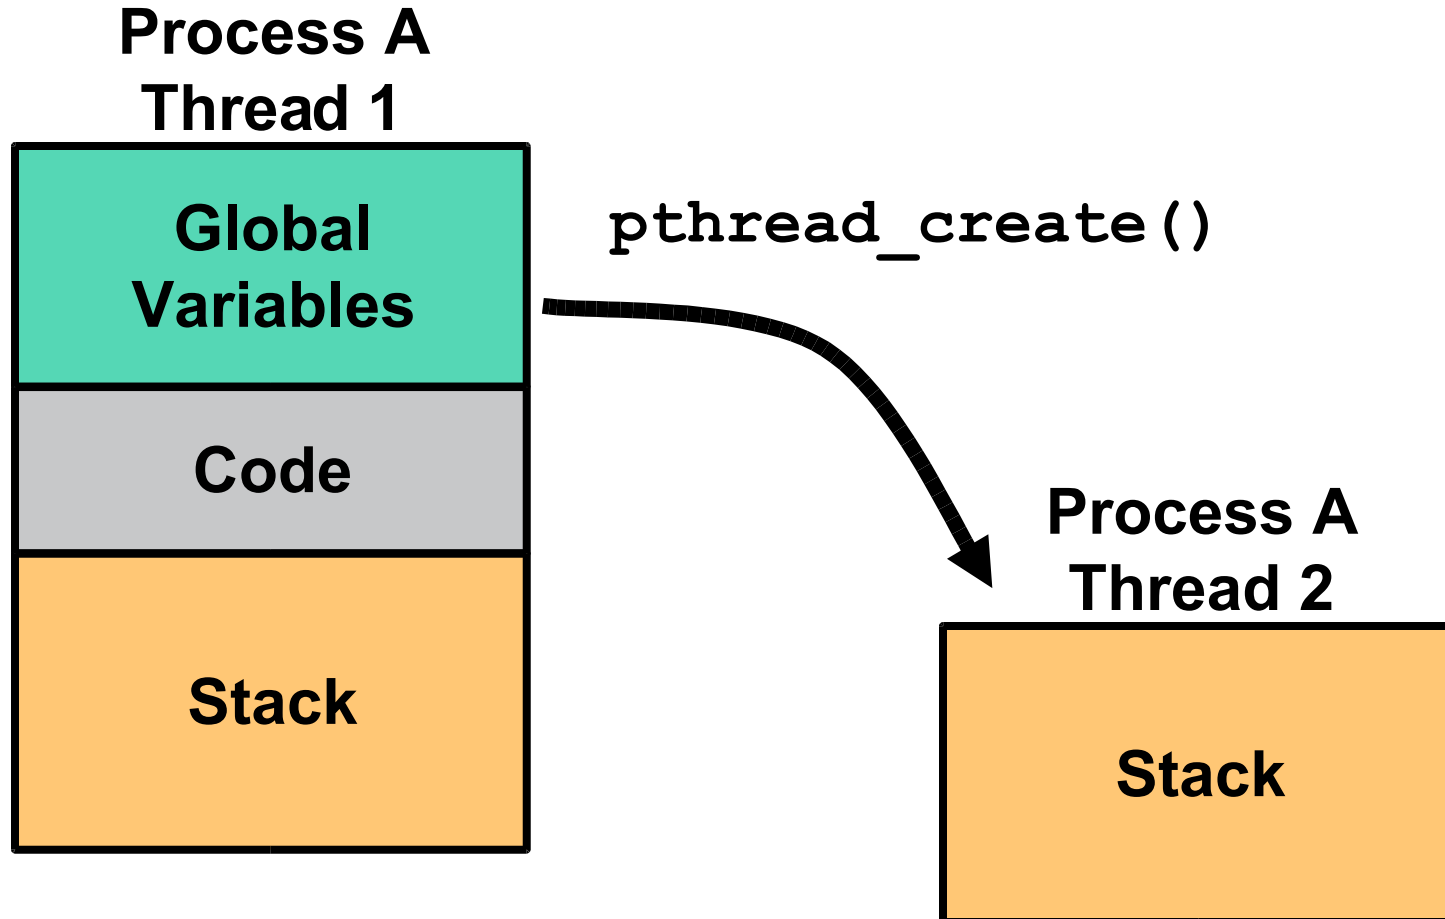 Process A
Thread 1
Global
Variables
Code
Stack
pthread_create()
Process A
Thread 2
Stack